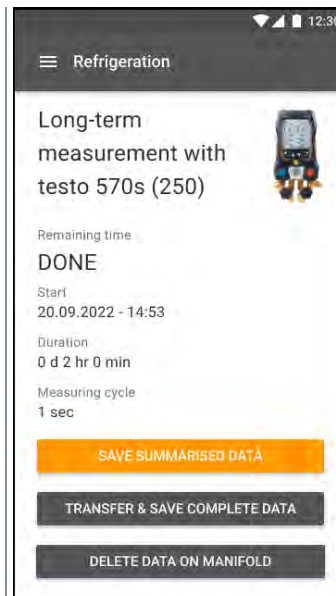 12:30
Refrigeration
Long-term
measurement with
testo 570s (250)
Remaining time
DONE
Start
20.09.2022 - 14:53
Duration
0 d 2 hr 0 min
Measuring cycle
1 sec
SAVE SUMMARISED DATA
TRANSFER & SAVE COMPLETE DATA
DELETE DATA ON MANIFOLD